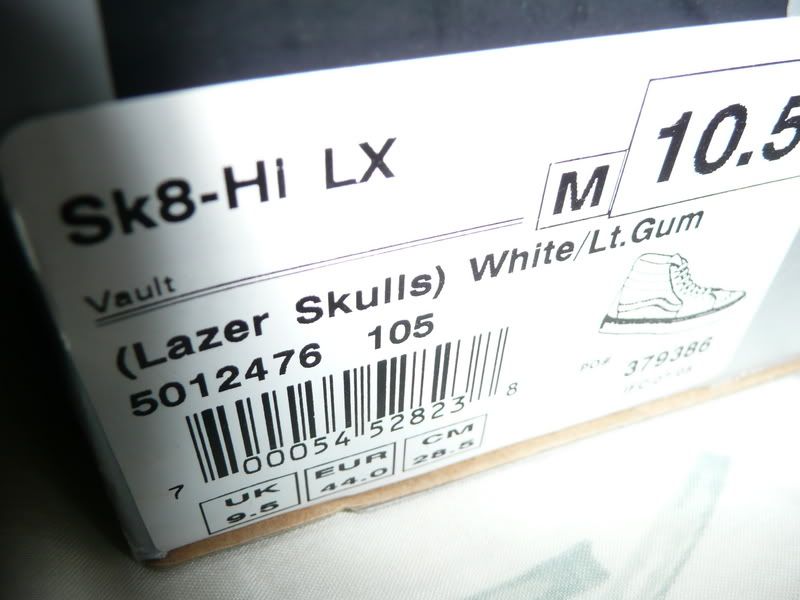 Sk8-Hi LX
M 10.5
Vault
(Lazer Skulls) White/Lt.Gum
5012476 105
PO# 379386
7 00054 52823 8
UK EUR CM
9.5 44.0 28.5